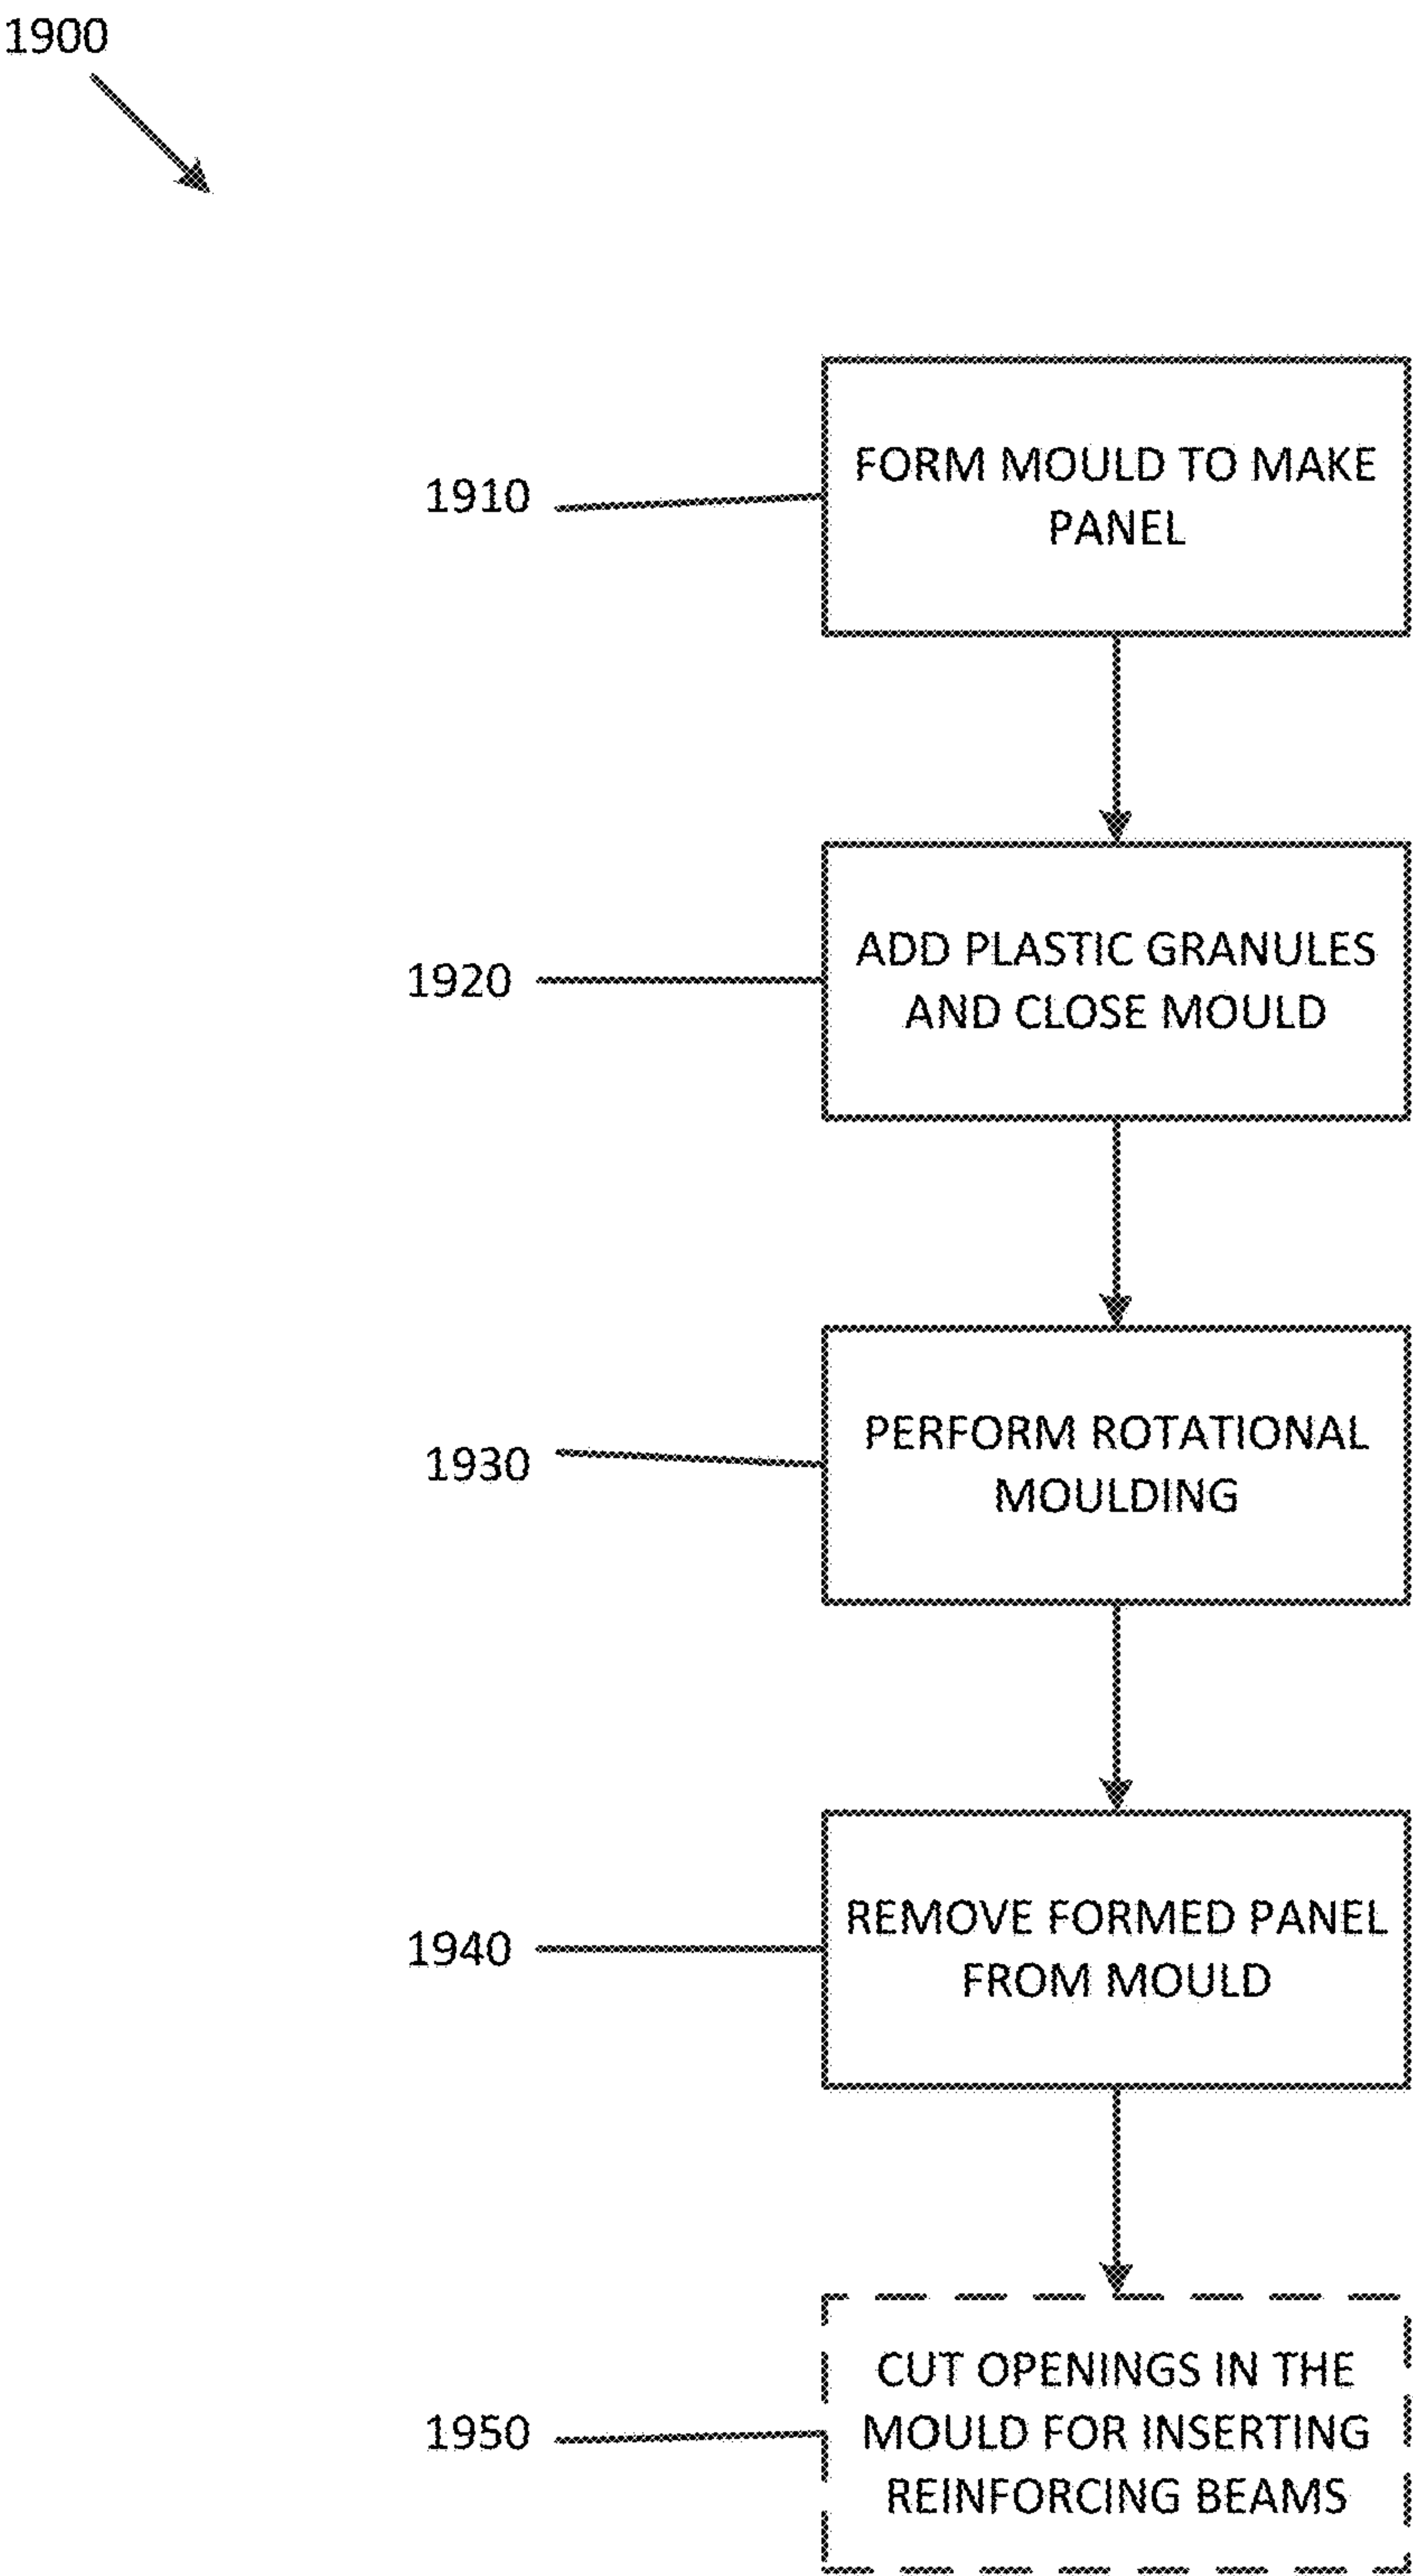 1900
1910
FORM MOULD TO MAKE
PANEL
1920
ADD PLASTIC GRANULES
AND CLOSE MOULD
1930
PERFORM ROTATIONAL
MOULDING
1940
REMOVE FORMED PANEL
FROM MOULD
1950
CUT OPENINGS IN THE
MOULD FOR INSERTING
REINFORCING BEAMS